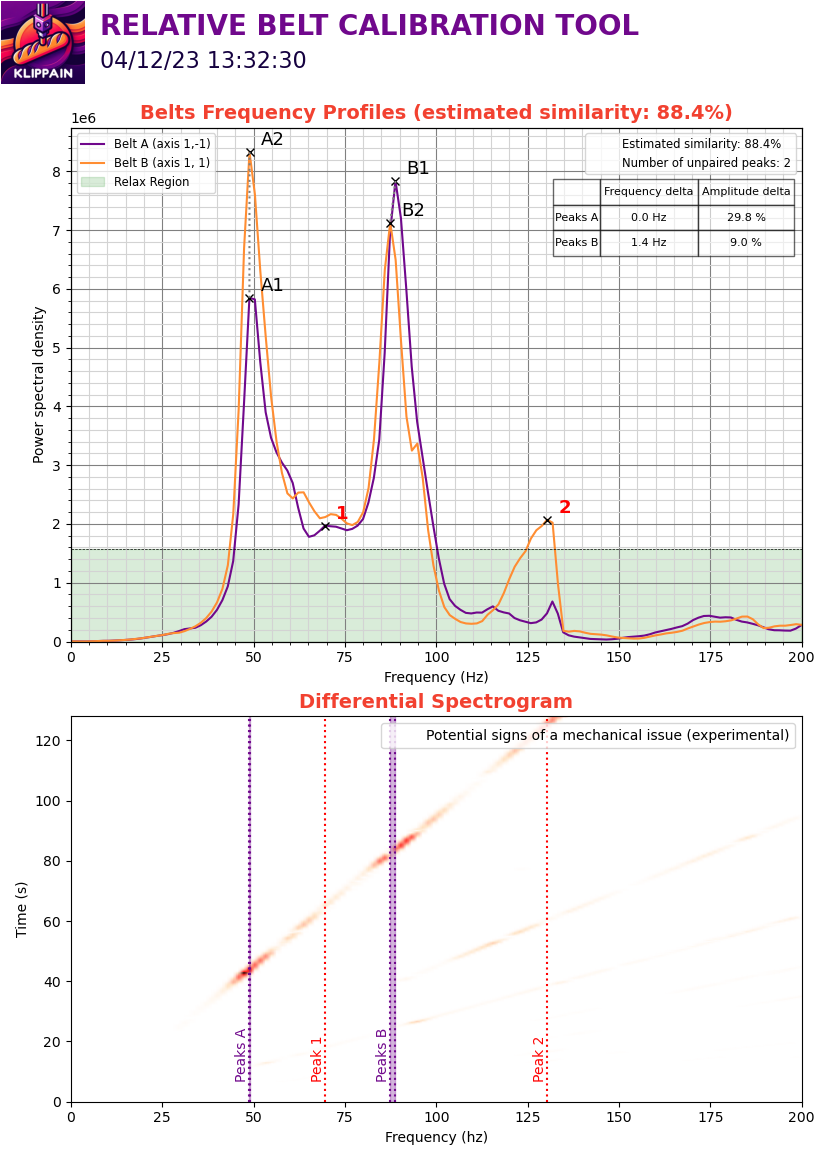 KLIPPAIN
RELATIVE BELT CALIBRATION TOOL
04/12/23 13:32:30
Belts Frequency Profiles (estimated similarity: 88.4%)
1e6
Belt A (axis 1,-1)
Belt B (axis 1, 1)
Relax Region
A2
A1
B1
B2
1
2
Estimated similarity: 88.4%
Number of unpaired peaks: 2
Frequency delta Amplitude delta
Peaks A 0.0 Hz 29.8 %
Peaks B 1.4 Hz 9.0 %
Power spectral density
8
7
6
5
4
3
2
1
0
0 25 50 75 100 125 150 175 200
Frequency (Hz)
Differential Spectrogram
Potential signs of a mechanical issue (experimental)
Time (s)
120
100
80
60
40
20
0
Peaks A
Peak 1
Peaks B
Peak 2
0 25 50 75 100 125 150 175 200
Frequency (hz)